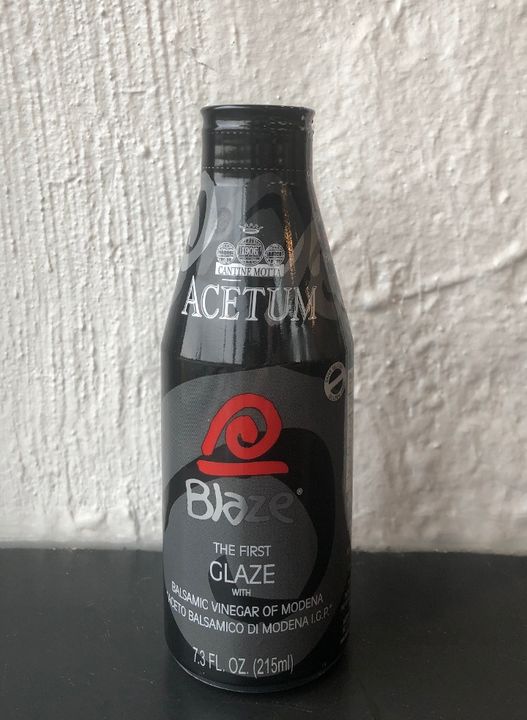 1906
CANTINE MOTTA
ACETUM
Blaze®
THE FIRST
GLAZE
WITH
BALSAMIC VINEGAR OF MODENA
"ACETO BALSAMICO DI MODENA I.G.P."
7.3 FL. OZ. (215ml)